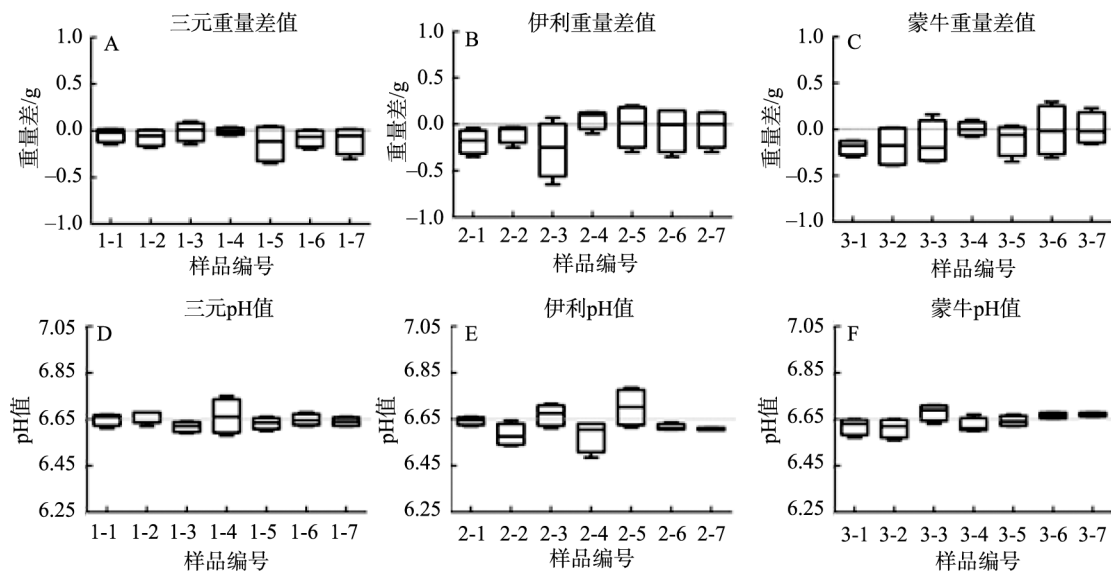 三元重量差值
A
重量差/g
1.0
0.5
0.0
−0.5
−1.0
1-1 1-2 1-3 1-4 1-5 1-6 1-7
样品编号
伊利重量差值
B
重量差/g
1.0
0.5
0.0
−0.5
−1.0
2-1 2-2 2-3 2-4 2-5 2-6 2-7
样品编号
蒙牛重量差值
C
重量差/g
1.0
0.5
0.0
−0.5
−1.0
3-1 3-2 3-3 3-4 3-5 3-6 3-7
样品编号
三元pH值
D
pH值
7.05
6.85
6.65
6.45
6.25
1-1 1-2 1-3 1-4 1-5 1-6 1-7
样品编号
伊利pH值
E
pH值
7.05
6.85
6.65
6.45
6.25
2-1 2-2 2-3 2-4 2-5 2-6 2-7
样品编号
蒙牛pH值
F
pH值
7.05
6.85
6.65
6.45
6.25
3-1 3-2 3-3 3-4 3-5 3-6 3-7
样品编号